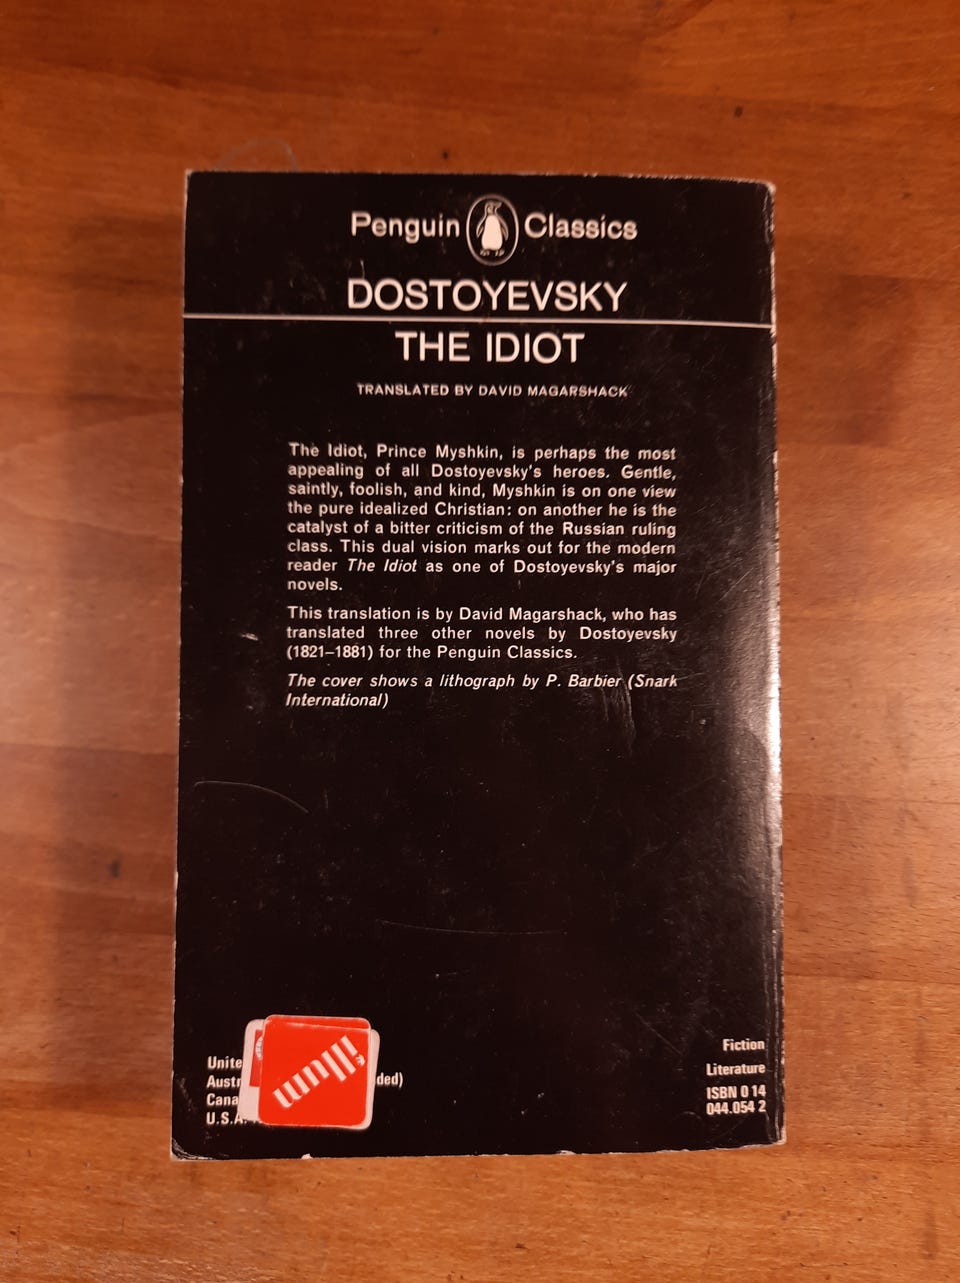 Penguin Classics
DOSTOYEVSKY
THE IDIOT
TRANSLATED BY DAVID MAGARSHACK
The Idiot, Prince Myshkin, is perhaps the most
appealing of all Dostoyevsky's heroes. Gentle,
saintly, foolish, and kind, Myshkin is on one view
the pure idealized Christian: on another he is the
catalyst of a bitter criticism of the Russian ruling
class. This dual vision marks out for the modern
reader The Idiot as one of Dostoyevsky's major
novels.
This translation is by David Magarshack, who has
translated three other novels by Dostoyevsky
(1821–1881) for the Penguin Classics.
The cover shows a lithograph by P. Barbier (Snark
International)
illum
Fiction
Literature
ISBN 0 14
044.054 2